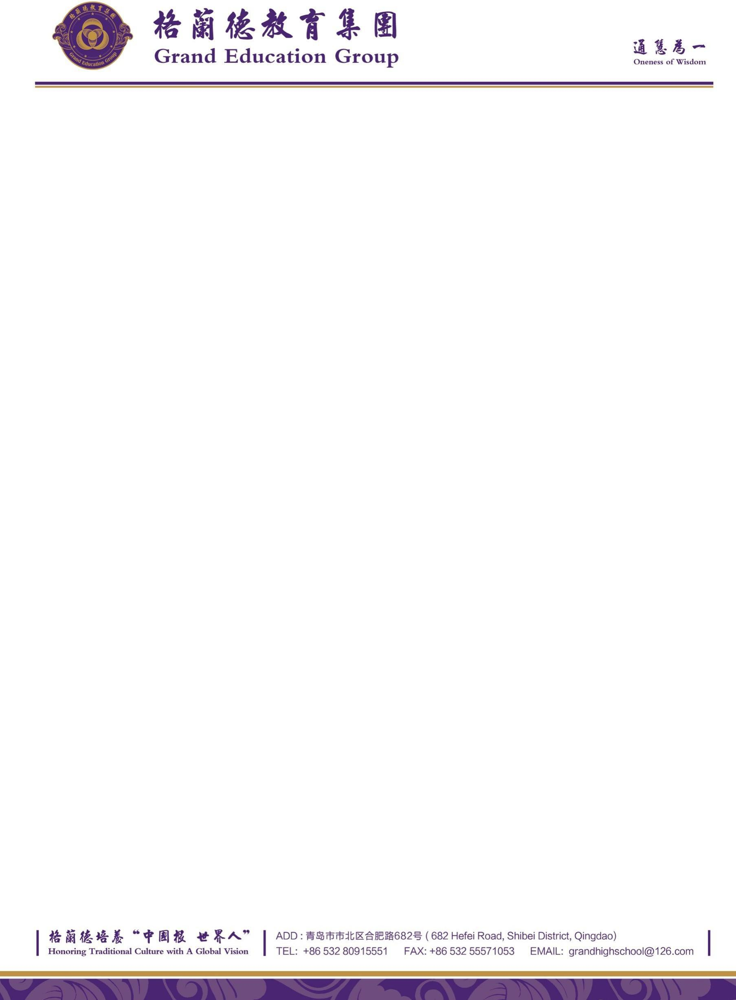 格蘭德教育集團
Grand Education Group
格蘭德教育集團
Grand Education Group
通慧為一
Oneness of Wisdom
格蘭德培養“中國根 世界人”
Honoring Traditional Culture with A Global Vision
ADD : 青岛市市北区合肥路682号 ( 682 Hefei Road, Shibei District, Qingdao)
TEL: +86 532 80915551 FAX: +86 532 55571053 EMAIL: grandhighschool@126.com